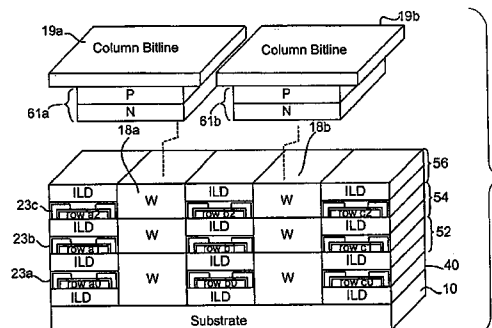 19a
19b
Column Bitline
Column Bitline
61a
P
N
61b
P
N
18a
18b
56
54
52
40
10
ILD
W
ILD
W
ILD
23c
row a2
row b2
row c2
ILD
W
ILD
W
ILD
23b
row a1
row b1
row c1
ILD
W
ILD
W
ILD
23a
row a0
row b0
row c0
ILD
ILD
ILD
Substrate